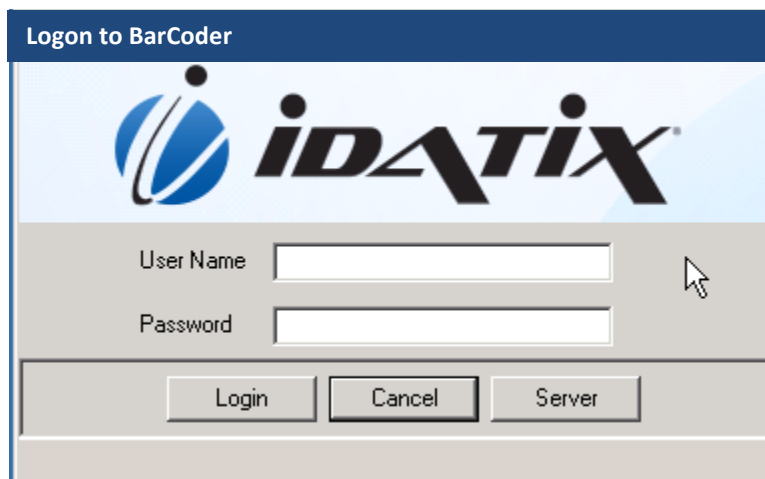 Logon to BarCoder
iDATiX
User Name
Password
Login Cancel Server